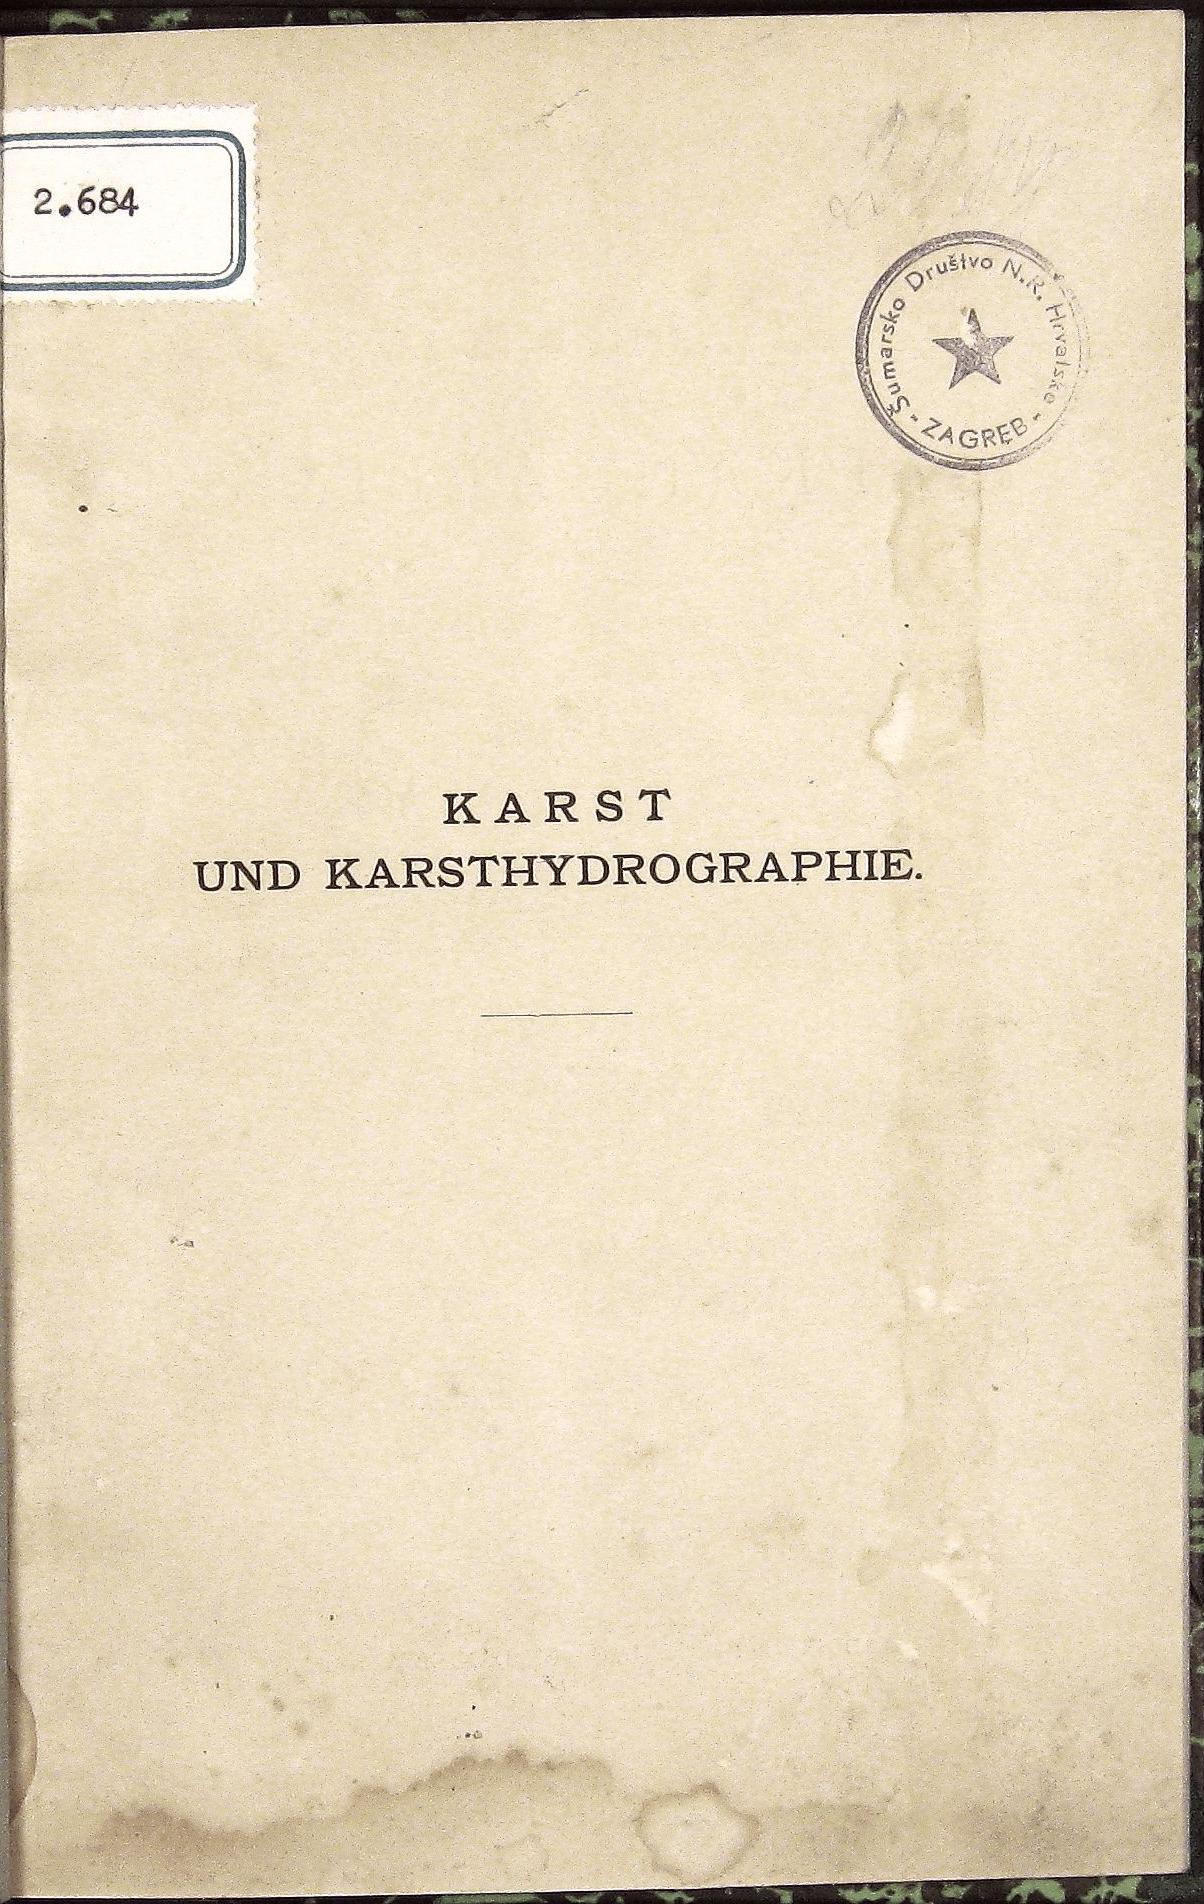 2.684
Šumarsko Društvo N.R. Hrvatske
- ZAGREB -
KARST
UND KARSTHYDROGRAPHIE.